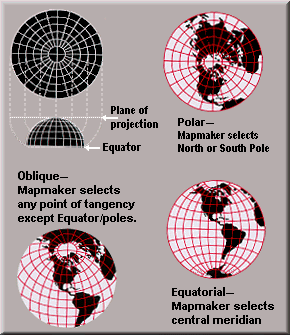 Plane of
projection
Equator
Polar—
Mapmaker selects
North or South Pole
Oblique—
Mapmaker selects
any point of tangency
except Equator/poles.
Equatorial—
Mapmaker selects
central meridian